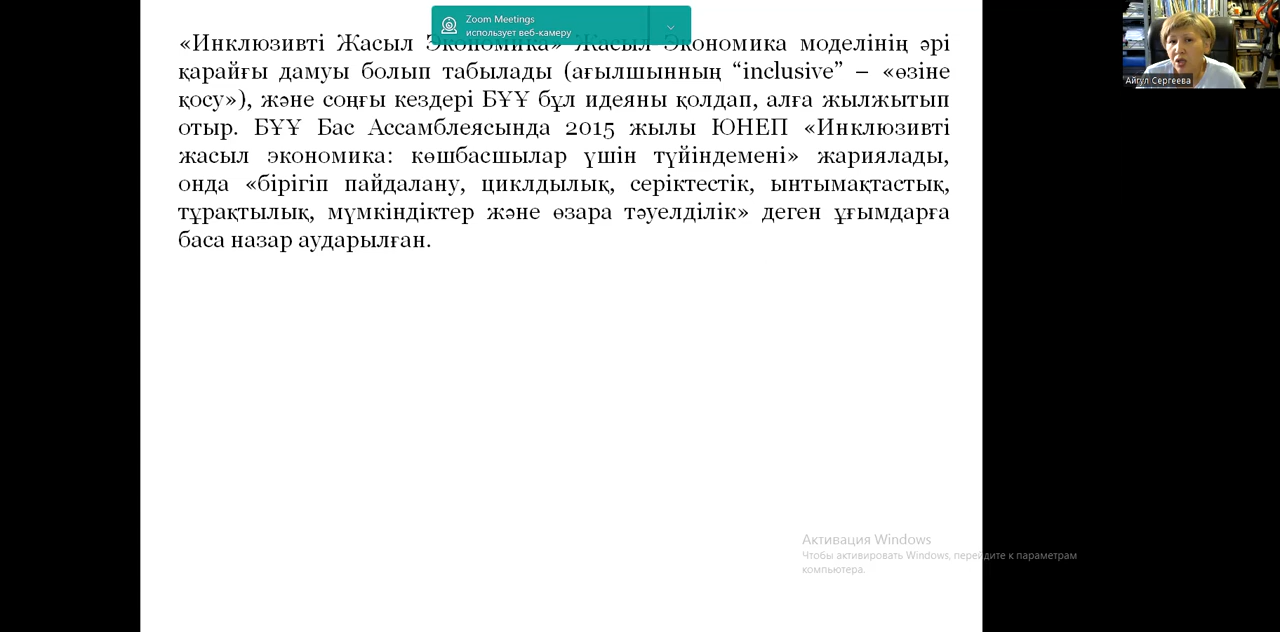 Zoom Meetings
использует веб-камеру
«Инклюзивті Жасыл Экономика» Жасыл Экономика моделінің әрі
қарайғы дамуы болып табылады (ағылшынның “inclusive” – «өзіне
қосу»), және соңғы кездері БҰҰ бұл идеяны қолдап, алға жылжытып
отыр. БҰҰ Бас Ассамблеясында 2015 жылы ЮНЕП «Инклюзивті
жасыл экономика: көшбасшылар үшін түйіндемені» жариялады,
онда «бірігіп пайдалану, циклдылық, серіктестік, ынтымақтастық,
тұрақтылық, мүмкіндіктер және өзара тәуелділік» деген ұғымдарға
баса назар аударылған.
Айгул Сергеева
Активация Windows
Чтобы активировать Windows, перейдите к параметрам
компьютера.